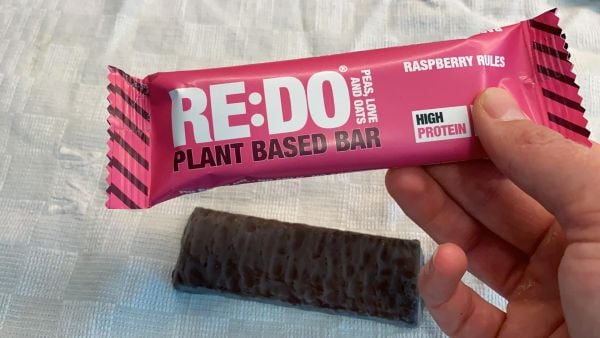 RE:DO®
PEAS, LOVE
AND OATS
PLANT BASED BAR
RASPBERRY RULES
HIGH
PROTEIN